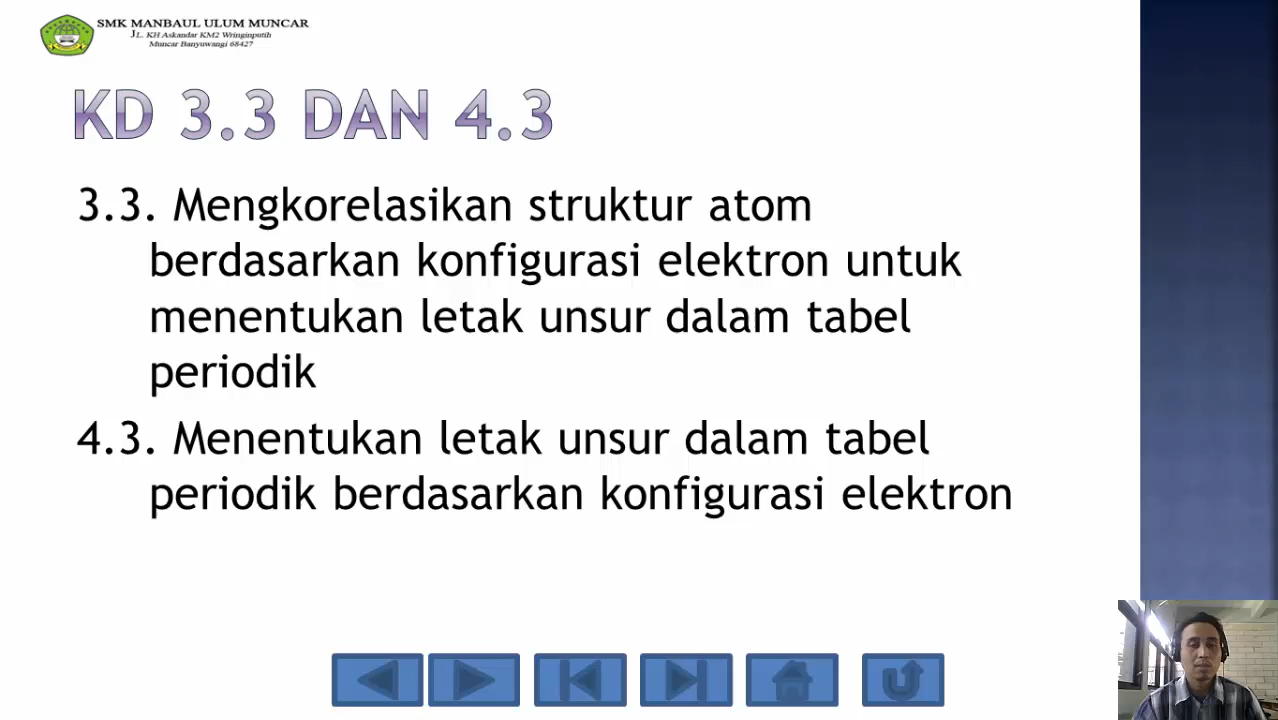 SMK MANBAUL ULUM MUNCAR
JL. KH Askandar KM2 Wringinputih
Muncar Banyuwangi 68427
KD 3.3 DAN 4.3
3.3. Mengkorelasikan struktur atom
berdasarkan konfigurasi elektron untuk
menentukan letak unsur dalam tabel
periodik
4.3. Menentukan letak unsur dalam tabel
periodik berdasarkan konfigurasi elektron